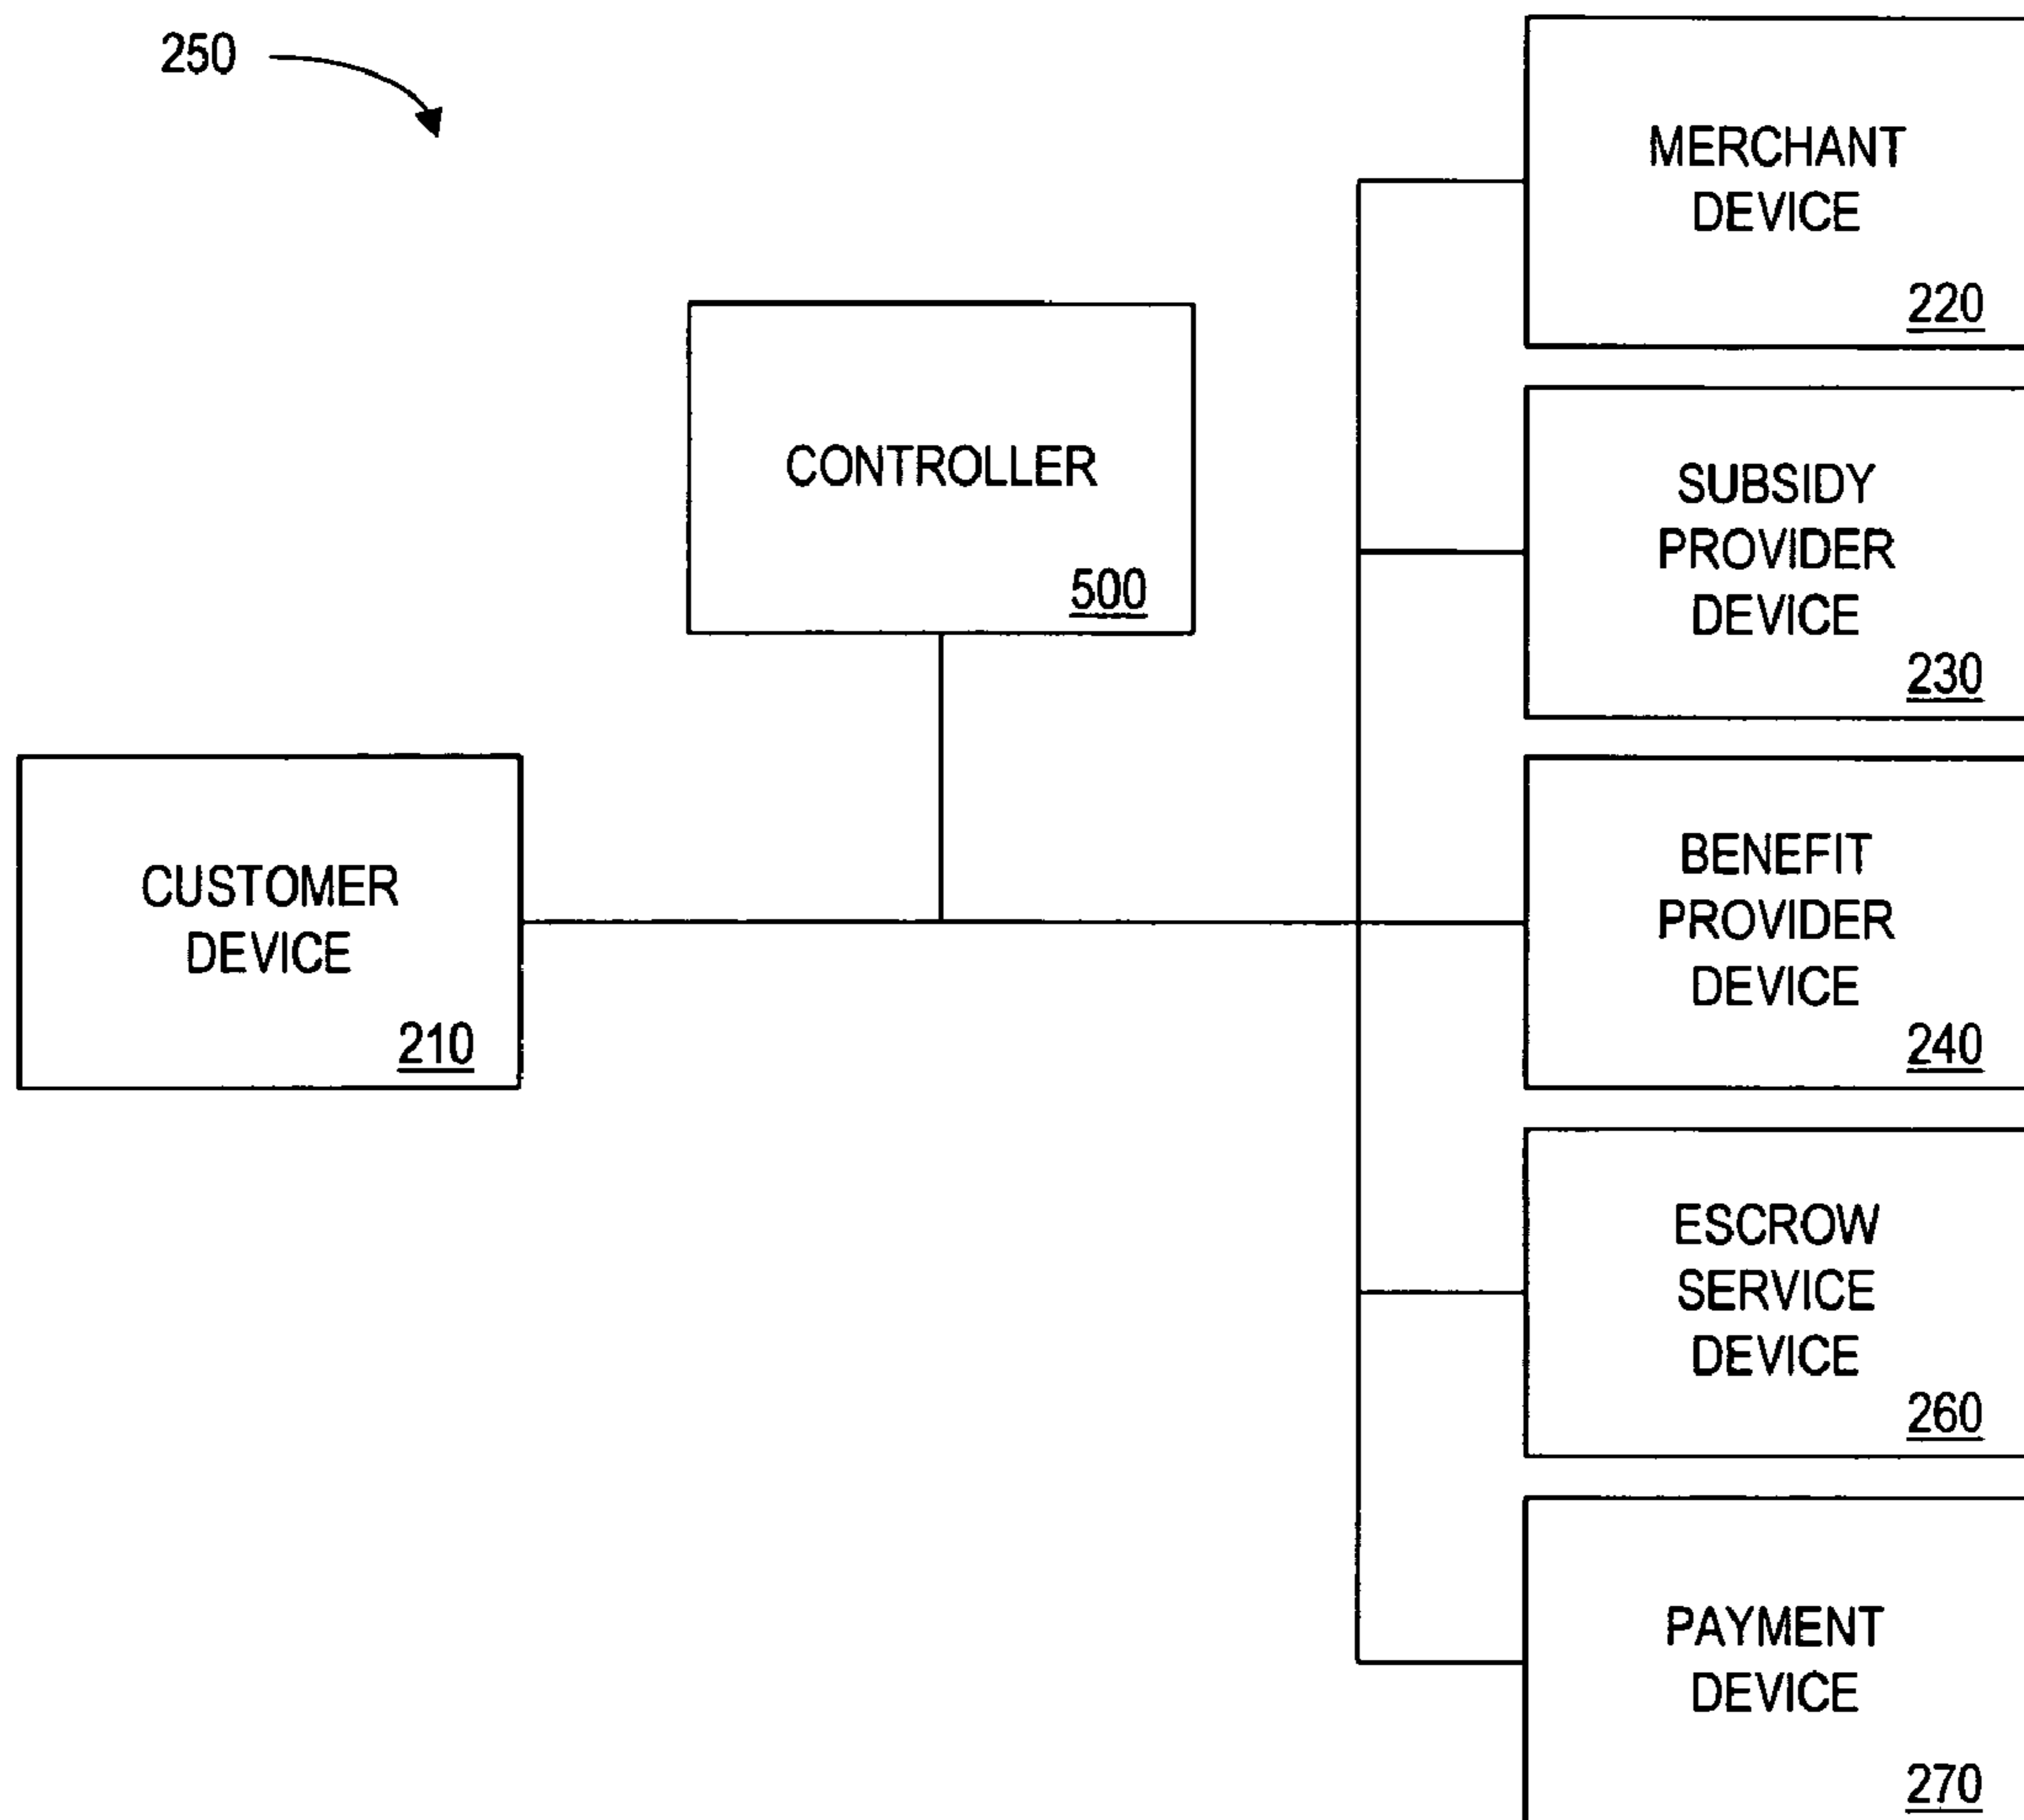 250
MERCHANT
DEVICE
220
CONTROLLER
500
SUBSIDY
PROVIDER
DEVICE
230
CUSTOMER
DEVICE
210
BENEFIT
PROVIDER
DEVICE
240
ESCROW
SERVICE
DEVICE
260
PAYMENT
DEVICE
270